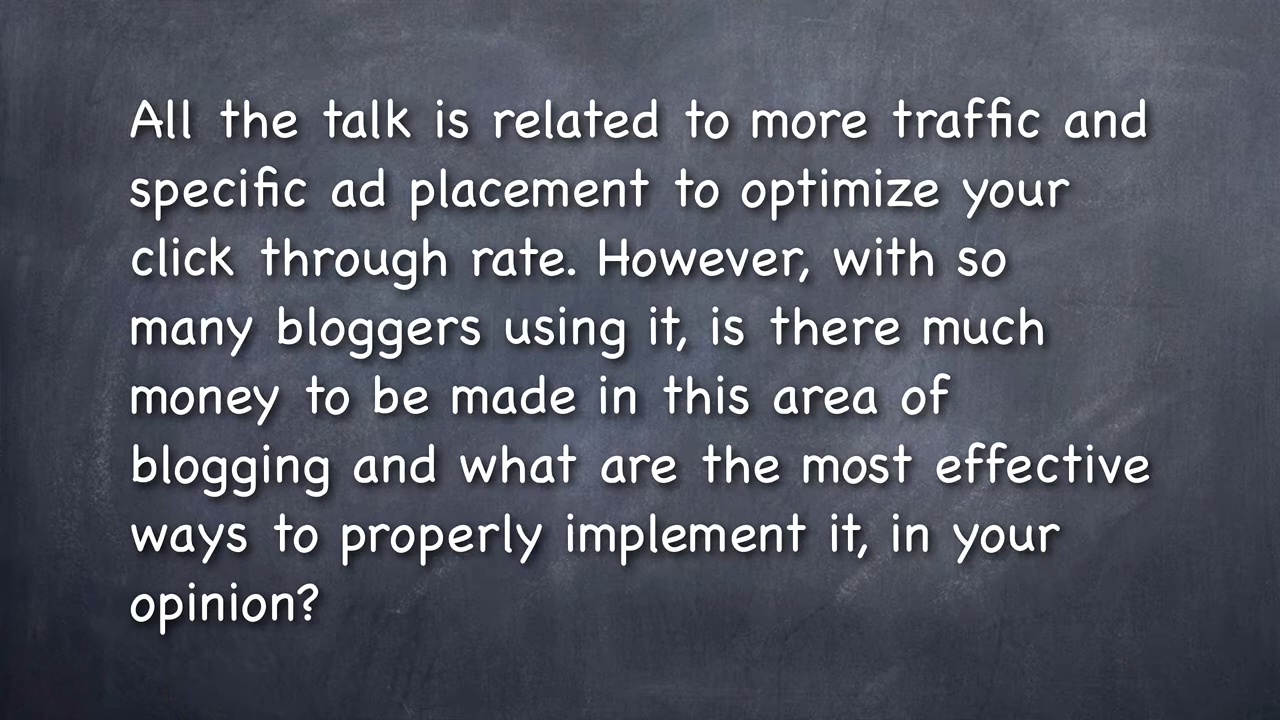 All the talk is related to more traffic and
specific ad placement to optimize your
click through rate. However, with so
many bloggers using it, is there much
money to be made in this area of
blogging and what are the most effective
ways to properly implement it, in your
opinion?